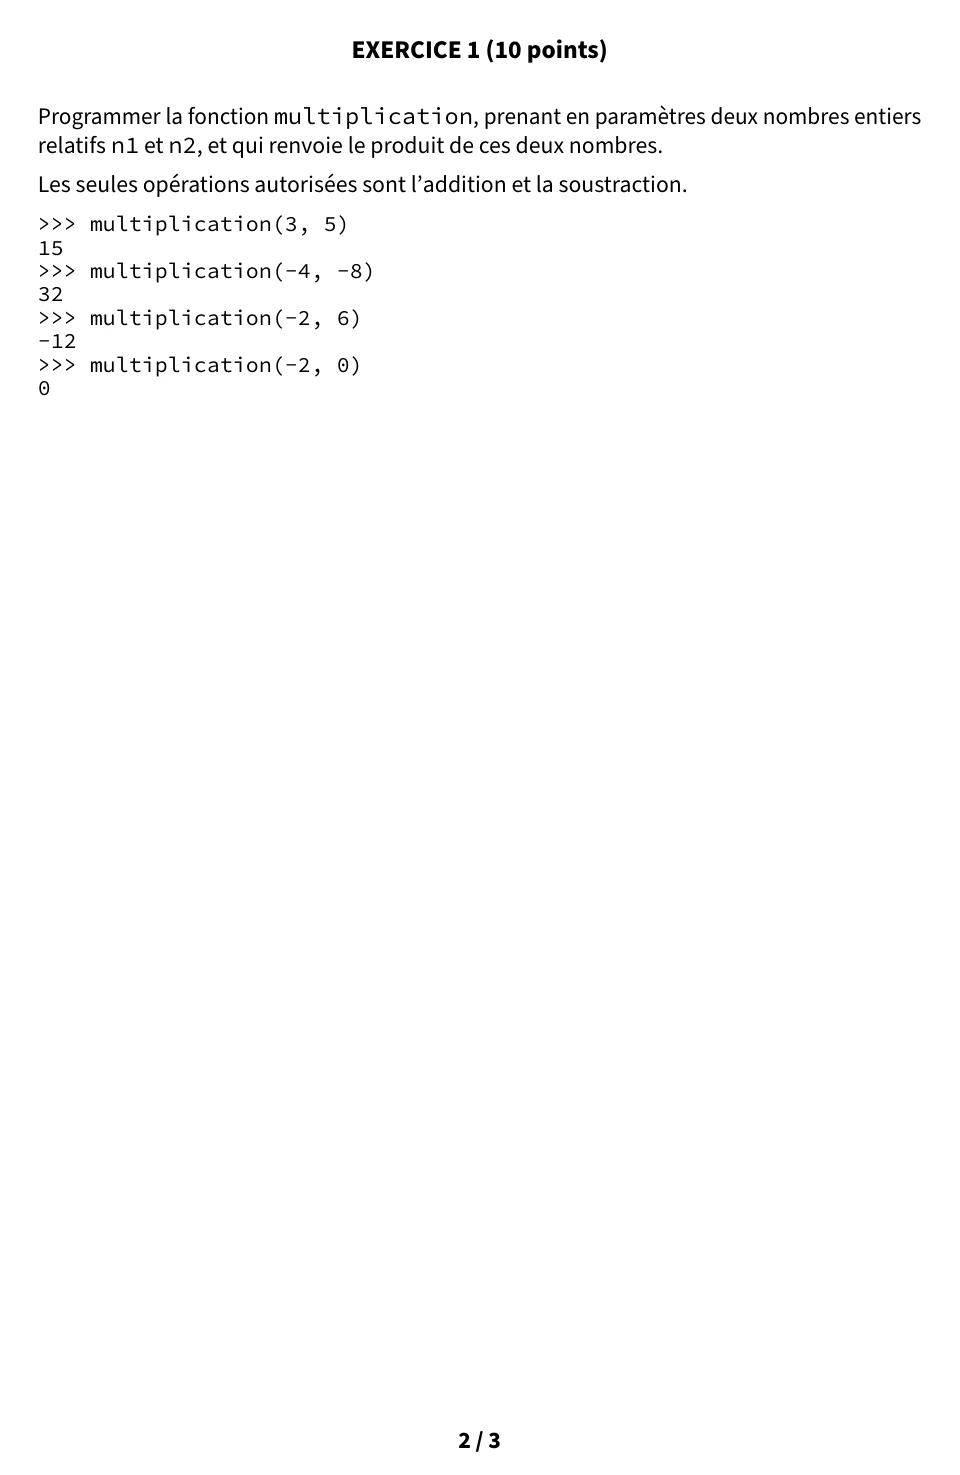 EXERCICE 1 (10 points)
Programmer la fonction multiplication, prenant en paramètres deux nombres entiers
relatifs n1 et n2, et qui renvoie le produit de ces deux nombres.
Les seules opérations autorisées sont l’addition et la soustraction.
>>> multiplication(3, 5)
15
>>> multiplication(-4, -8)
32
>>> multiplication(-2, 6)
-12
>>> multiplication(-2, 0)
0
2 / 3